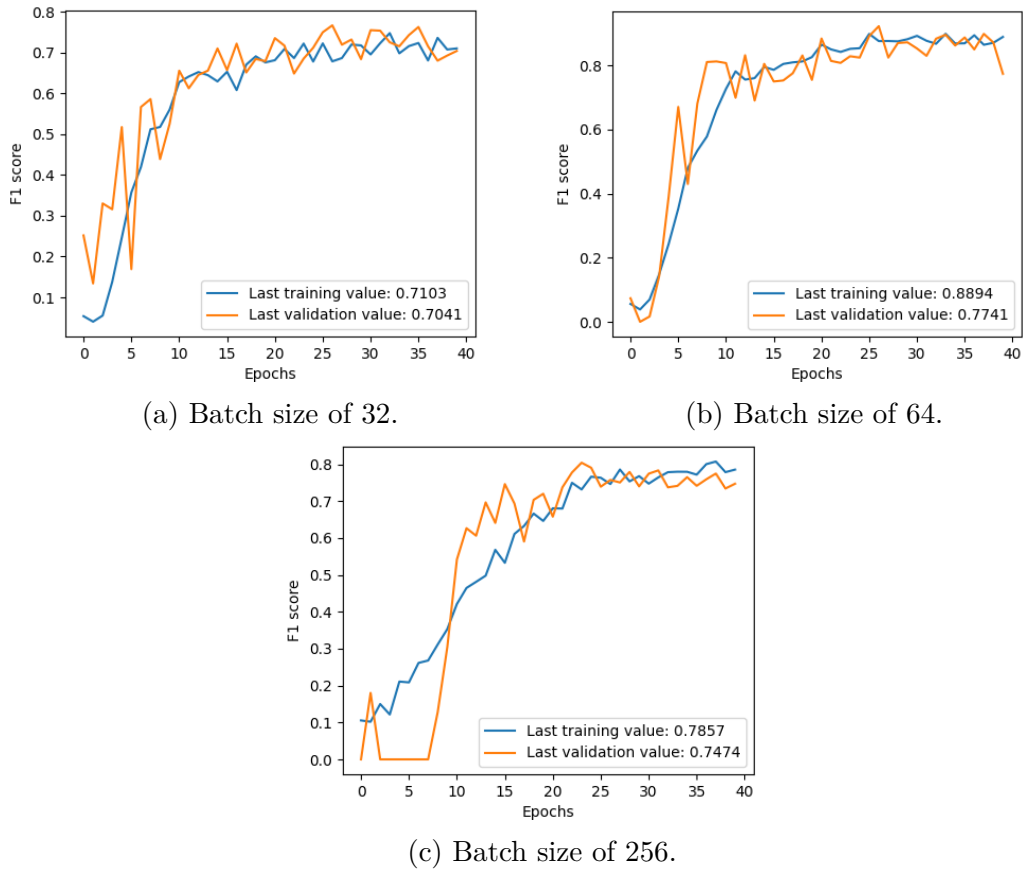 0.8
0.7
0.6
0.5
0.4
0.3
0.2
0.1
F1 score
Last training value: 0.7103
Last validation value: 0.7041
0 5 10 15 20 25 30 35 40
Epochs
(a) Batch size of 32.
0.8
0.6
0.4
0.2
0.0
F1 score
Last training value: 0.8894
Last validation value: 0.7741
0 5 10 15 20 25 30 35 40
Epochs
(b) Batch size of 64.
0.8
0.7
0.6
0.5
0.4
0.3
0.2
0.1
0.0
F1 score
Last training value: 0.7857
Last validation value: 0.7474
0 5 10 15 20 25 30 35 40
Epochs
(c) Batch size of 256.